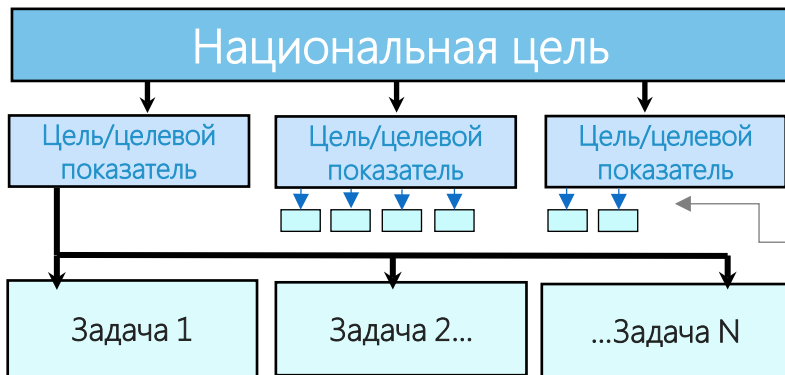 Национальная цель
Цель/целевой
показатель
Цель/целевой
показатель
Цель/целевой
показатель
Задача 1
Задача 2...
...Задача N